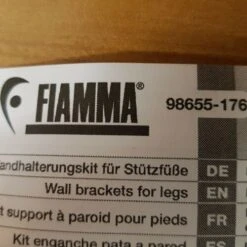 FIAMMA®
98655-176
andhalterungskit für Stützfüße DE
Wall brackets for legs EN
t support à paroid pour pieds FR
Kit enganche pata a pared ES